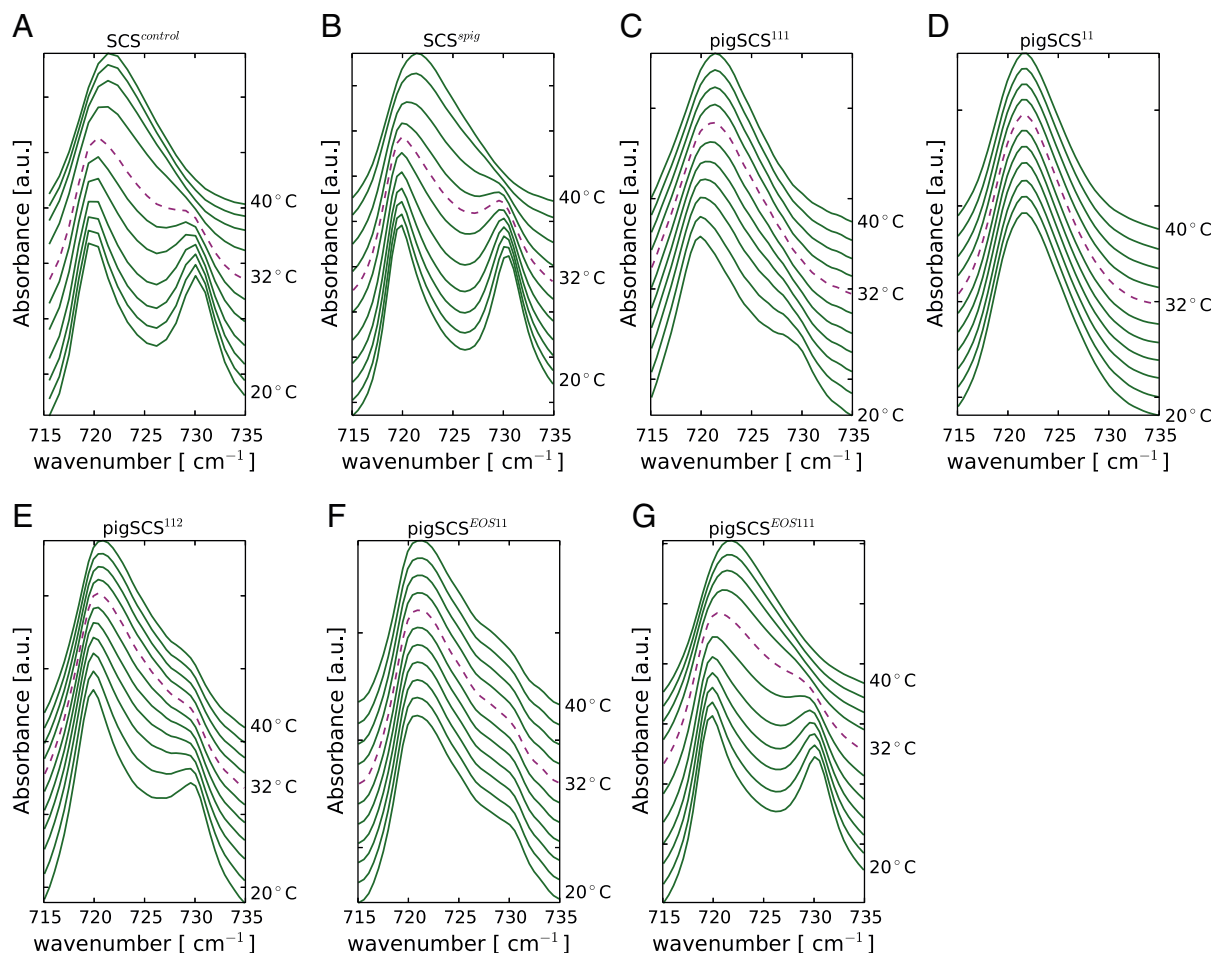 A
SCS^control
Absorbance [a.u.]
40°C
32°C
20°C
715 720 725 730 735
wavenumber [ cm⁻¹ ]
B
SCS^spig
Absorbance [a.u.]
40°C
32°C
20°C
715 720 725 730 735
wavenumber [ cm⁻¹ ]
C
pigSCS^111
Absorbance [a.u.]
40°C
32°C
20°C
715 720 725 730 735
wavenumber [ cm⁻¹ ]
D
pigSCS^11
Absorbance [a.u.]
40°C
32°C
20°C
715 720 725 730 735
wavenumber [ cm⁻¹ ]
E
pigSCS^112
Absorbance [a.u.]
40°C
32°C
20°C
715 720 725 730 735
wavenumber [ cm⁻¹ ]
F
pigSCS^EOS11
Absorbance [a.u.]
40°C
32°C
20°C
715 720 725 730 735
wavenumber [ cm⁻¹ ]
G
pigSCS^EOS111
Absorbance [a.u.]
40°C
32°C
20°C
715 720 725 730 735
wavenumber [ cm⁻¹ ]